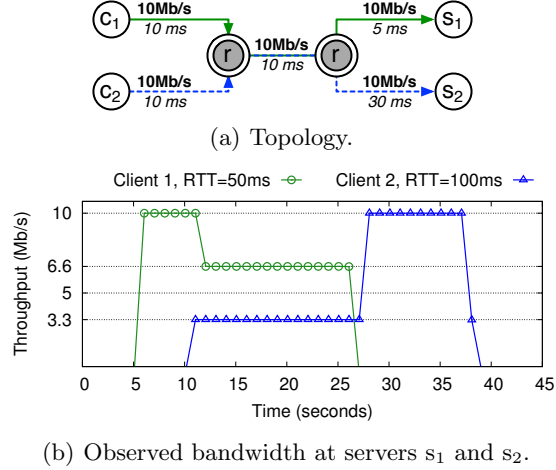 c1 10Mb/s 10 ms r 10Mb/s 10 ms r 10Mb/s 5 ms s1
c2 10Mb/s 10 ms 10Mb/s 30 ms s2
(a) Topology.
Client 1, RTT=50ms Client 2, RTT=100ms
Throughput (Mb/s)
10
6.6
5
3.3
0 5 10 15 20 25 30 35 40 45
Time (seconds)
(b) Observed bandwidth at servers s1 and s2.